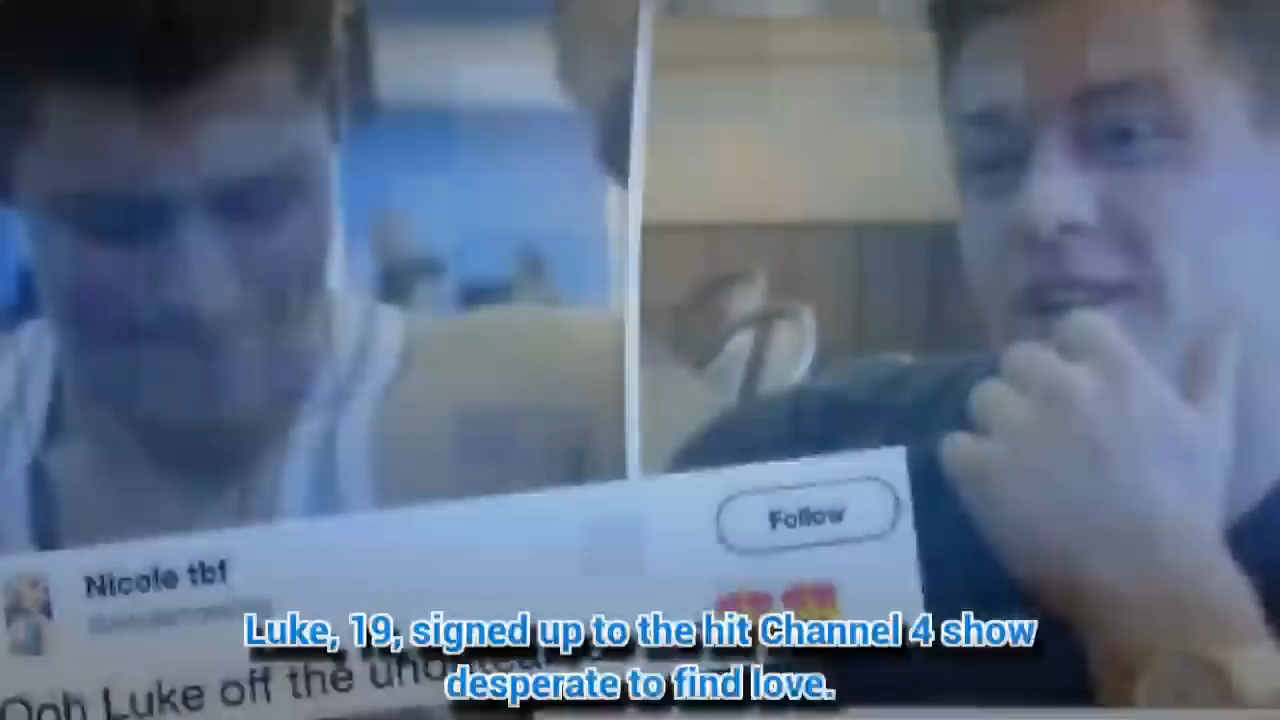 Follow
Nicole tbf
Luke, 19, signed up to the hit Channel 4 show
Ooh Luke off the
desperate to find love.